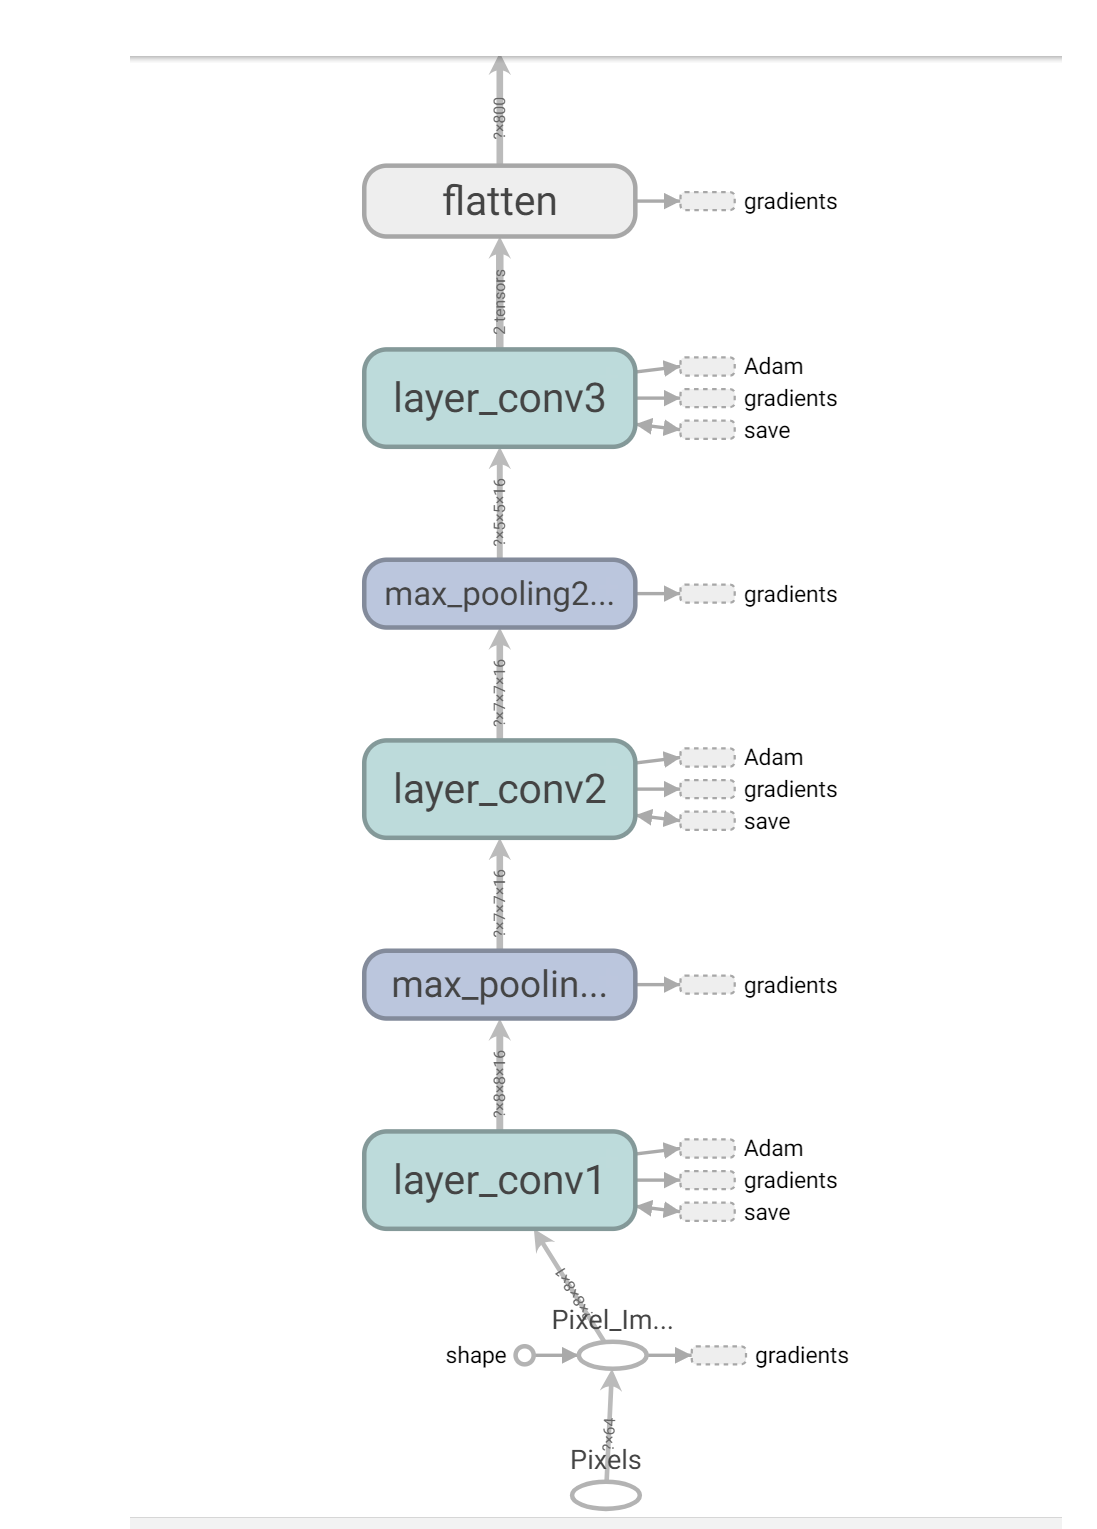 ?×800
flatten
gradients
2 tensors
layer_conv3
Adam
gradients
save
?×5×5×16
max_pooling2...
gradients
?×7×7×16
layer_conv2
Adam
gradients
save
?×7×7×16
max_poolin...
gradients
?×8×8×16
layer_conv1
Adam
gradients
save
?×8×8×1
Pixel_Im...
shape
gradients
?×64
Pixels